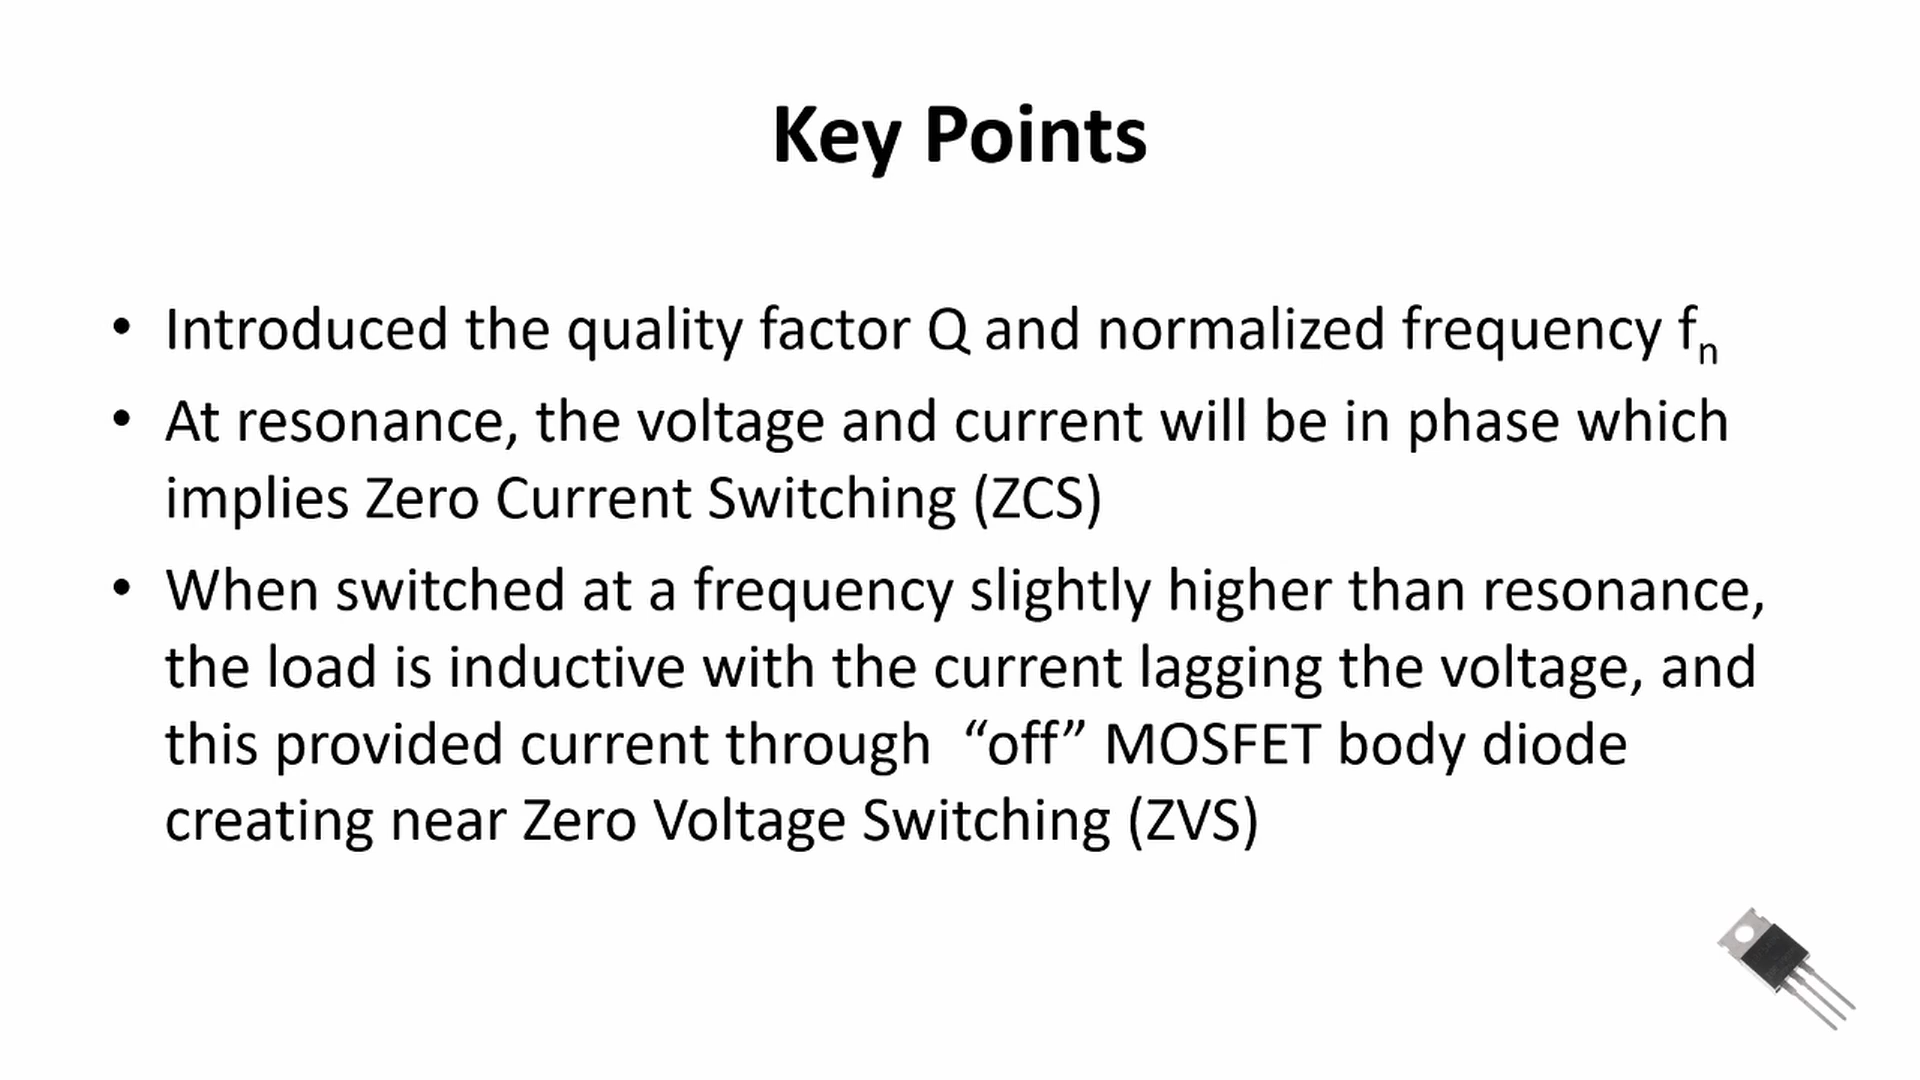 Key Points
• Introduced the quality factor Q and normalized frequency fn
• At resonance, the voltage and current will be in phase which
implies Zero Current Switching (ZCS)
• When switched at a frequency slightly higher than resonance,
the load is inductive with the current lagging the voltage, and
this provided current through  “off” MOSFET body diode
creating near Zero Voltage Switching (ZVS)